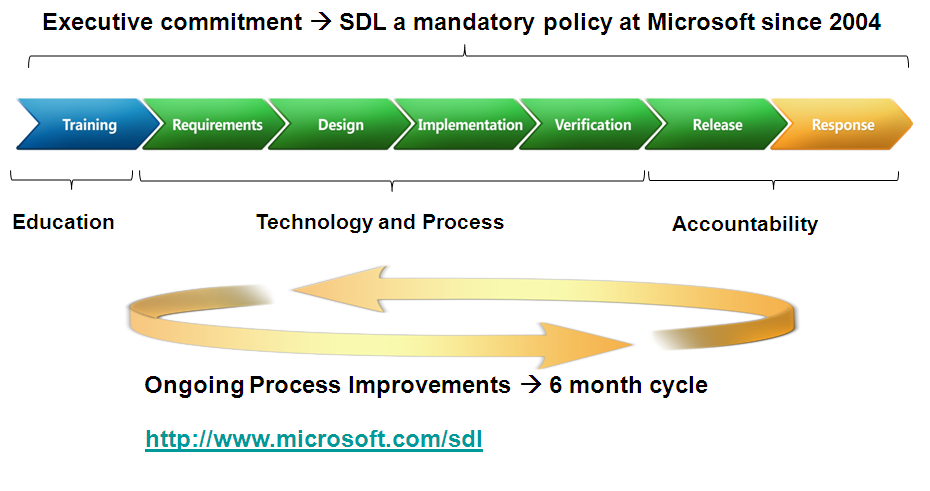 Executive commitment → SDL a mandatory policy at Microsoft since 2004
Training
Requirements
Design
Implementation
Verification
Release
Response
Education
Technology and Process
Accountability
Ongoing Process Improvements → 6 month cycle
http://www.microsoft.com/sdl